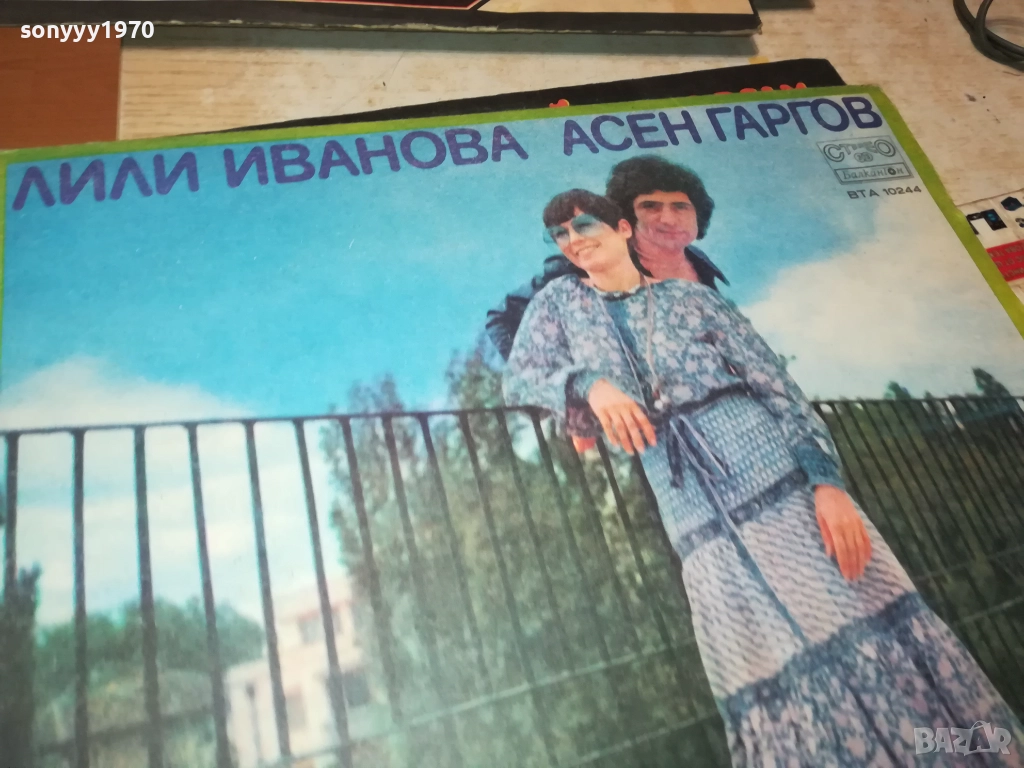 sonyyy1970
ЛИЛИ ИВАНОВА АСЕН ГАРГОВ
СТЕРЕО
Балкантон
ВТА 10244
BAZAR